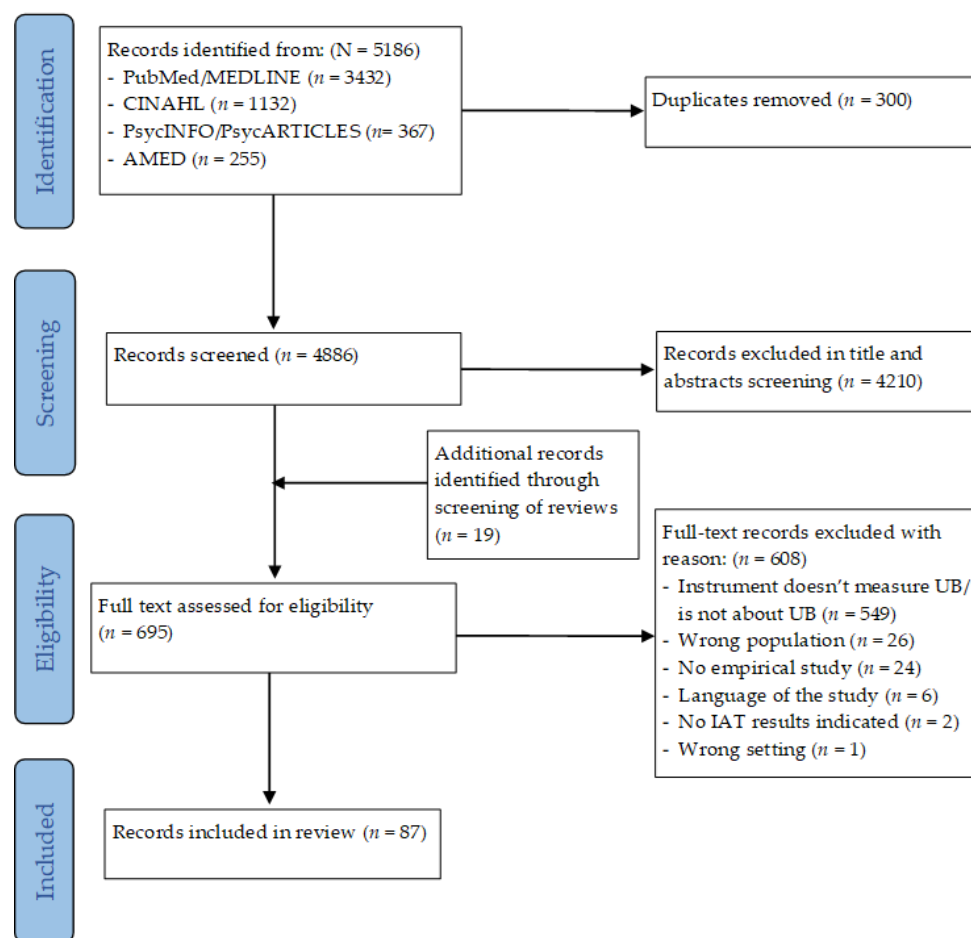 Identification
Records identified from: (N = 5186)
- PubMed/MEDLINE (n = 3432)
- CINAHL (n = 1132)
- PsycINFO/PsycARTICLES (n= 367)
- AMED (n = 255)
Duplicates removed (n = 300)
Screening
Records screened (n = 4886)
Records excluded in title and
abstracts screening (n = 4210)
Additional records
identified through
screening of reviews
(n = 19)
Eligibility
Full text assessed for eligibility
(n = 695)
Full-text records excluded with
reason: (n = 608)
- Instrument doesn’t measure UB/
is not about UB (n = 549)
- Wrong population (n = 26)
- No empirical study (n = 24)
- Language of the study (n = 6)
- No IAT results indicated (n = 2)
- Wrong setting (n = 1)
Included
Records included in review (n = 87)